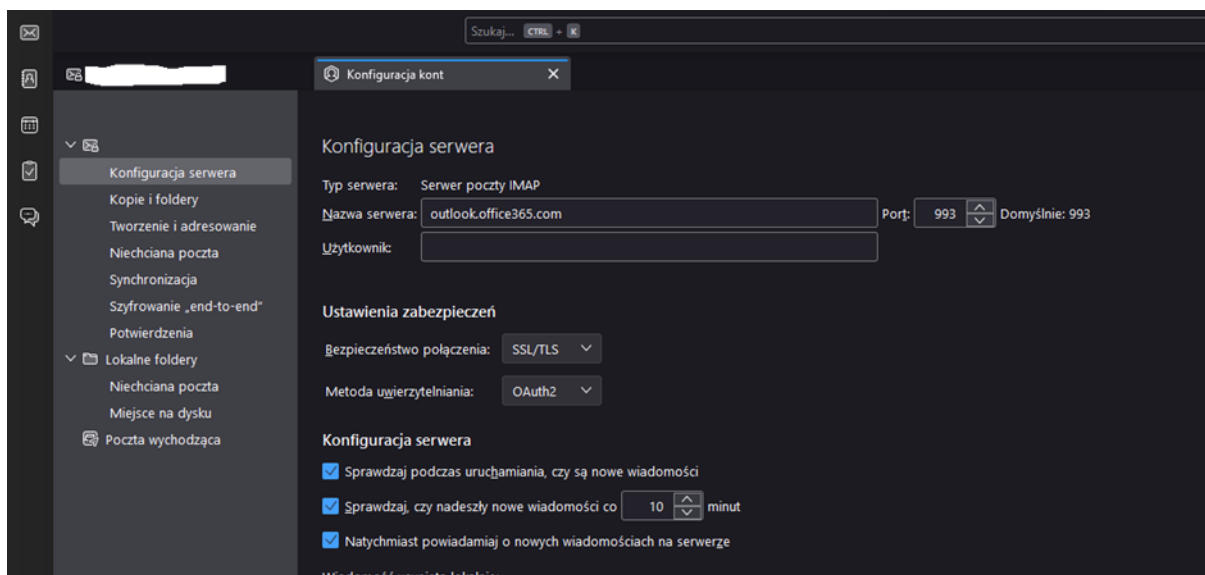 Szukaj... CTRL + K
Konfiguracja kont
Konfiguracja serwera
Kopie i foldery
Tworzenie i adresowanie
Niechciana poczta
Synchronizacja
Szyfrowanie „end-to-end”
Potwierdzenia
Lokalne foldery
Niechciana poczta
Miejsce na dysku
Poczta wychodząca
Konfiguracja serwera
Typ serwera: Serwer poczty IMAP
Nazwa serwera: outlook.office365.com Port: 993 Domyślnie: 993
Użytkownik:
Ustawienia zabezpieczeń
Bezpieczeństwo połączenia: SSL/TLS
Metoda uwierzytelniania: OAuth2
Konfiguracja serwera
Sprawdzaj podczas uruchamiania, czy są nowe wiadomości
Sprawdzaj, czy nadeszły nowe wiadomości co 10 minut
Natychmiast powiadamiaj o nowych wiadomościach na serwerze